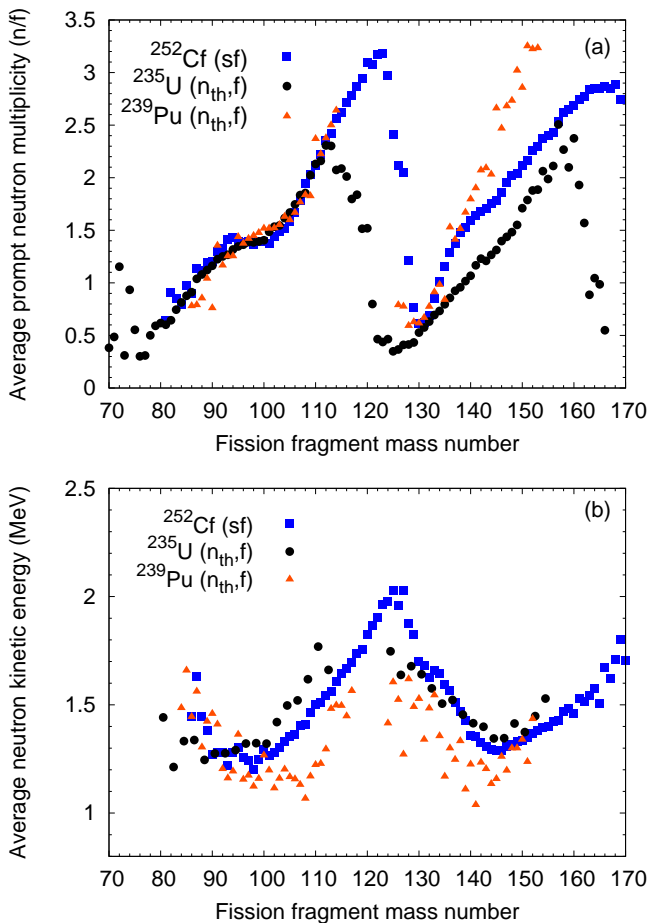 (a)
²⁵²Cf (sf)
²³⁵U (nth,f)
²³⁹Pu (nth,f)
Average prompt neutron multiplicity (n/f)
3.5
3
2.5
2
1.5
1
0.5
0
70 80 90 100 110 120 130 140 150 160 170
Fission fragment mass number
(b)
²⁵²Cf (sf)
²³⁵U (nth,f)
²³⁹Pu (nth,f)
Average neutron kinetic energy (MeV)
2.5
2
1.5
1
70 80 90 100 110 120 130 140 150 160 170
Fission fragment mass number